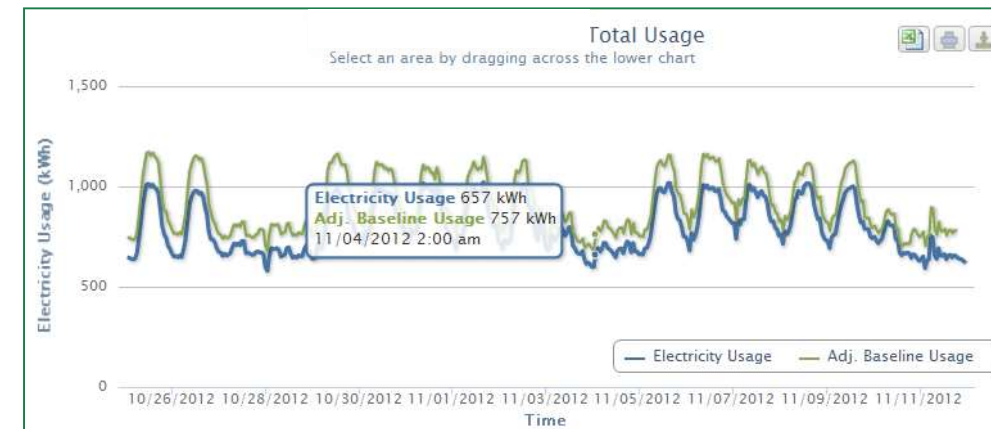 Total Usage
Select an area by dragging across the lower chart
Electricity Usage (kWh)
1,500
1,000
500
0
Electricity Usage 657 kWh
Adj. Baseline Usage 757 kWh
11/04/2012 2:00 am
Electricity Usage Adj. Baseline Usage
10/26/2012 10/28/2012 10/30/2012 11/01/2012 11/03/2012 11/05/2012 11/07/2012 11/09/2012 11/11/2012
Time